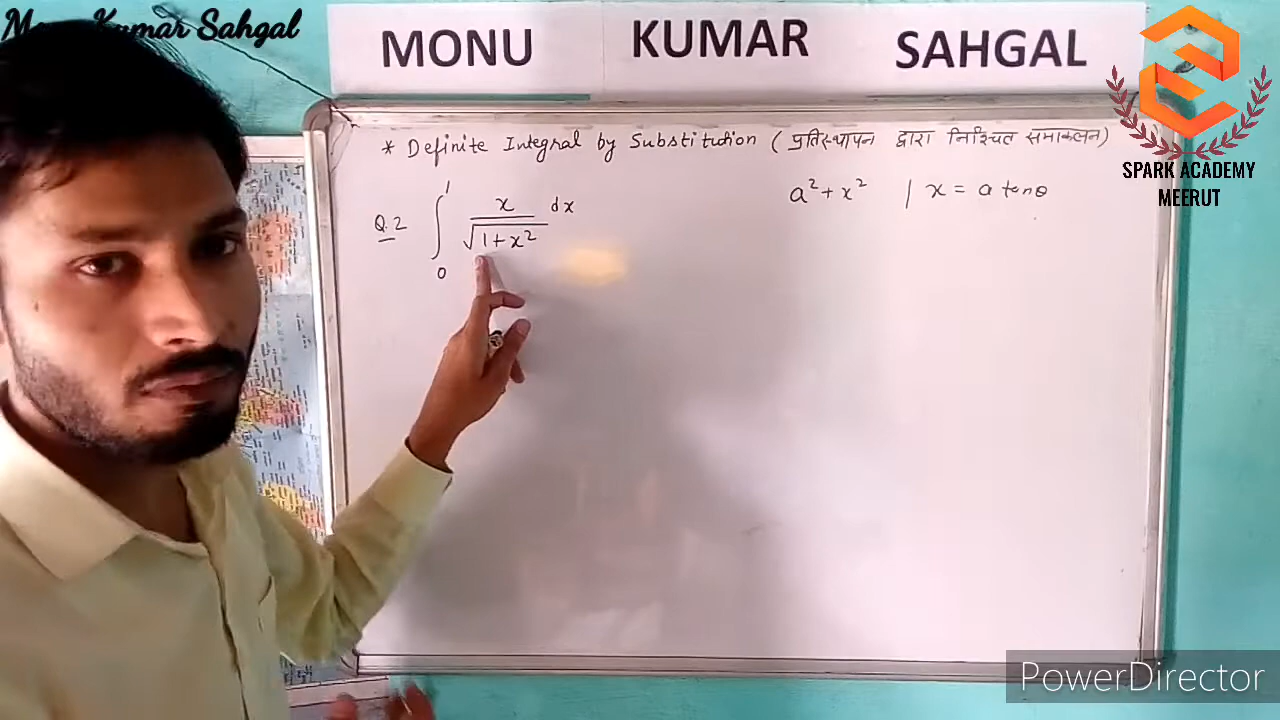 Monu Kumar Sahgal
MONU KUMAR SAHGAL
* Definite Integral by Substitution (प्रतिस्थापन द्वारा निश्चित समाकलन)
SPARK ACADEMY
MEERUT
a² + x² | x = a tanθ
Q.2 ∫₀¹ x/√(1+x²) dx
PowerDirector